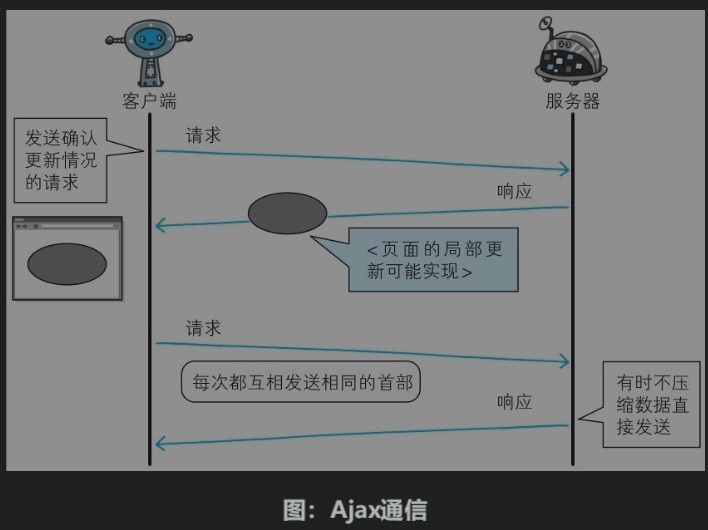 客户端
服务器
发送确认
更新情况
的请求
请求
响应
<页面的局部更
新可能实现>
请求
每次都互相发送相同的首部
响应
有时不压
缩数据直
接发送
图：Ajax通信